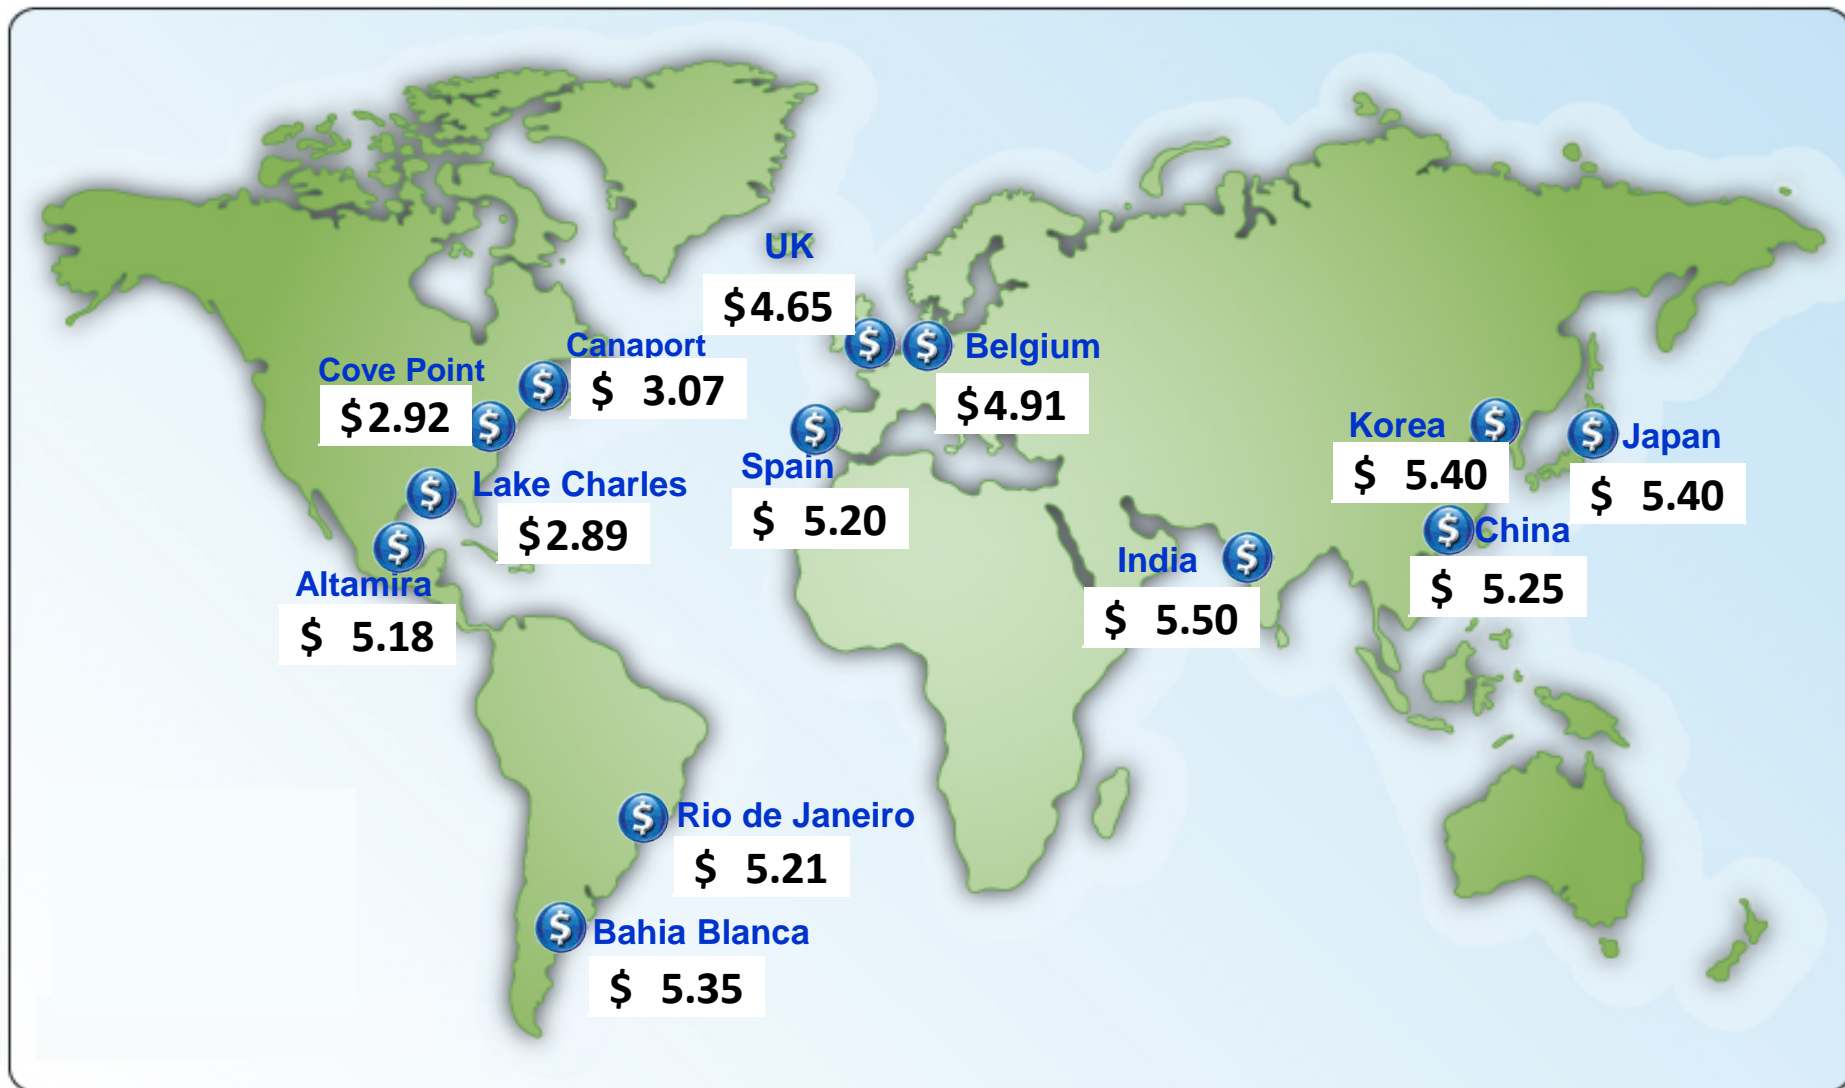 UK
$4.65
Canaport
$ 3.07
Cove Point
$2.92
Belgium
$4.91
Spain
$ 5.20
Lake Charles
$2.89
Altamira
$ 5.18
Korea
$ 5.40
Japan
$ 5.40
China
$ 5.25
India
$ 5.50
Rio de Janeiro
$ 5.21
Bahia Blanca
$ 5.35